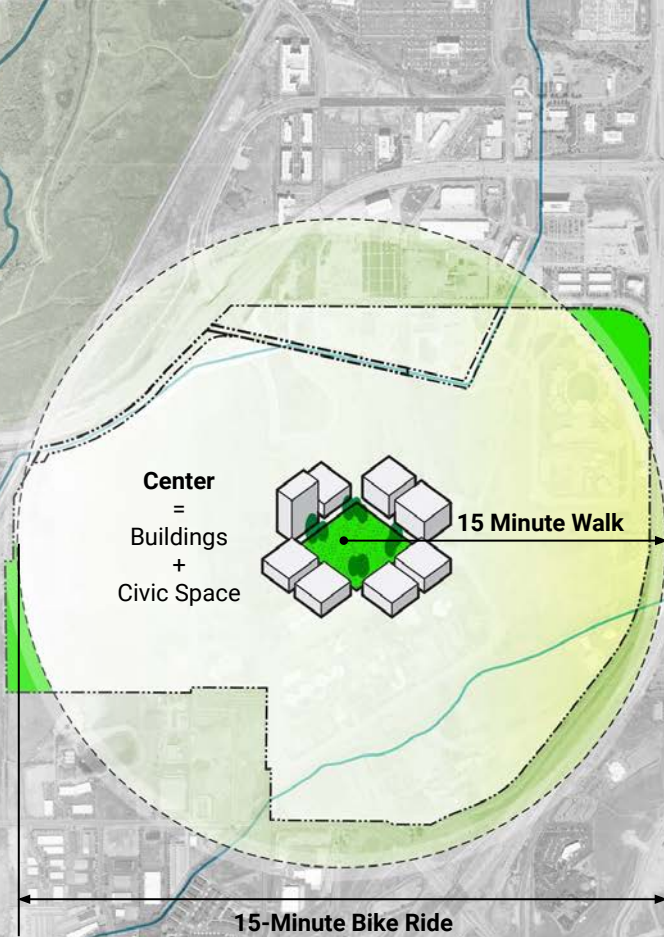 Center
=
Buildings
+
Civic Space
15 Minute Walk
15-Minute Bike Ride